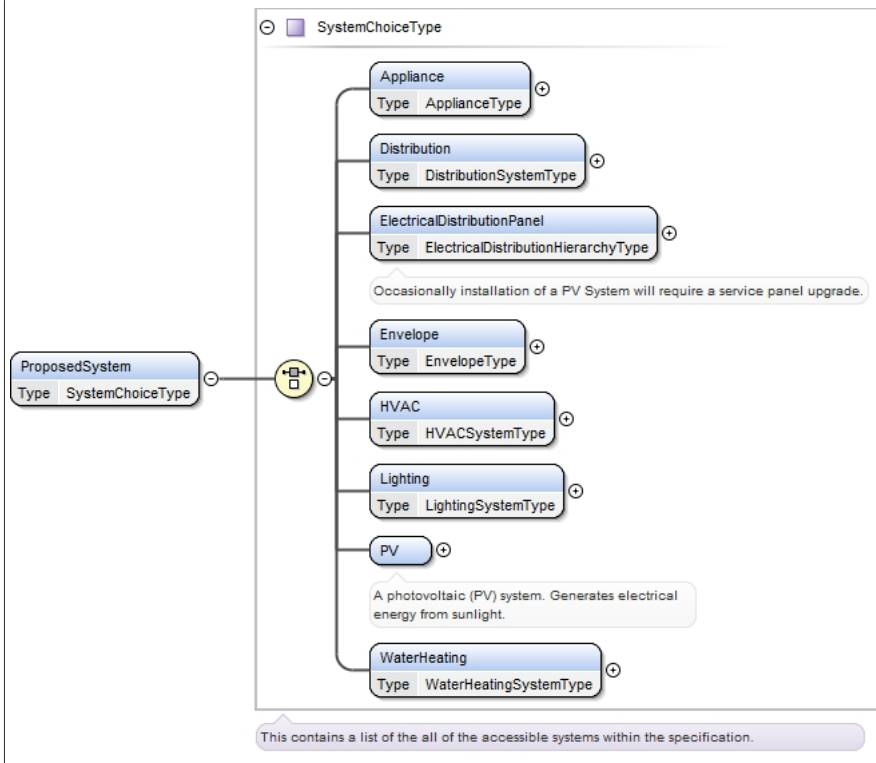 SystemChoiceType
Appliance
Type ApplianceType
Distribution
Type DistributionSystemType
ElectricalDistributionPanel
Type ElectricalDistributionHierarchyType
Occasionally installation of a PV System will require a service panel upgrade.
Envelope
Type EnvelopeType
ProposedSystem
Type SystemChoiceType
HVAC
Type HVACSystemType
Lighting
Type LightingSystemType
PV
A photovoltaic (PV) system. Generates electrical
energy from sunlight.
WaterHeating
Type WaterHeatingSystemType
This contains a list of the all of the accessible systems within the specification.